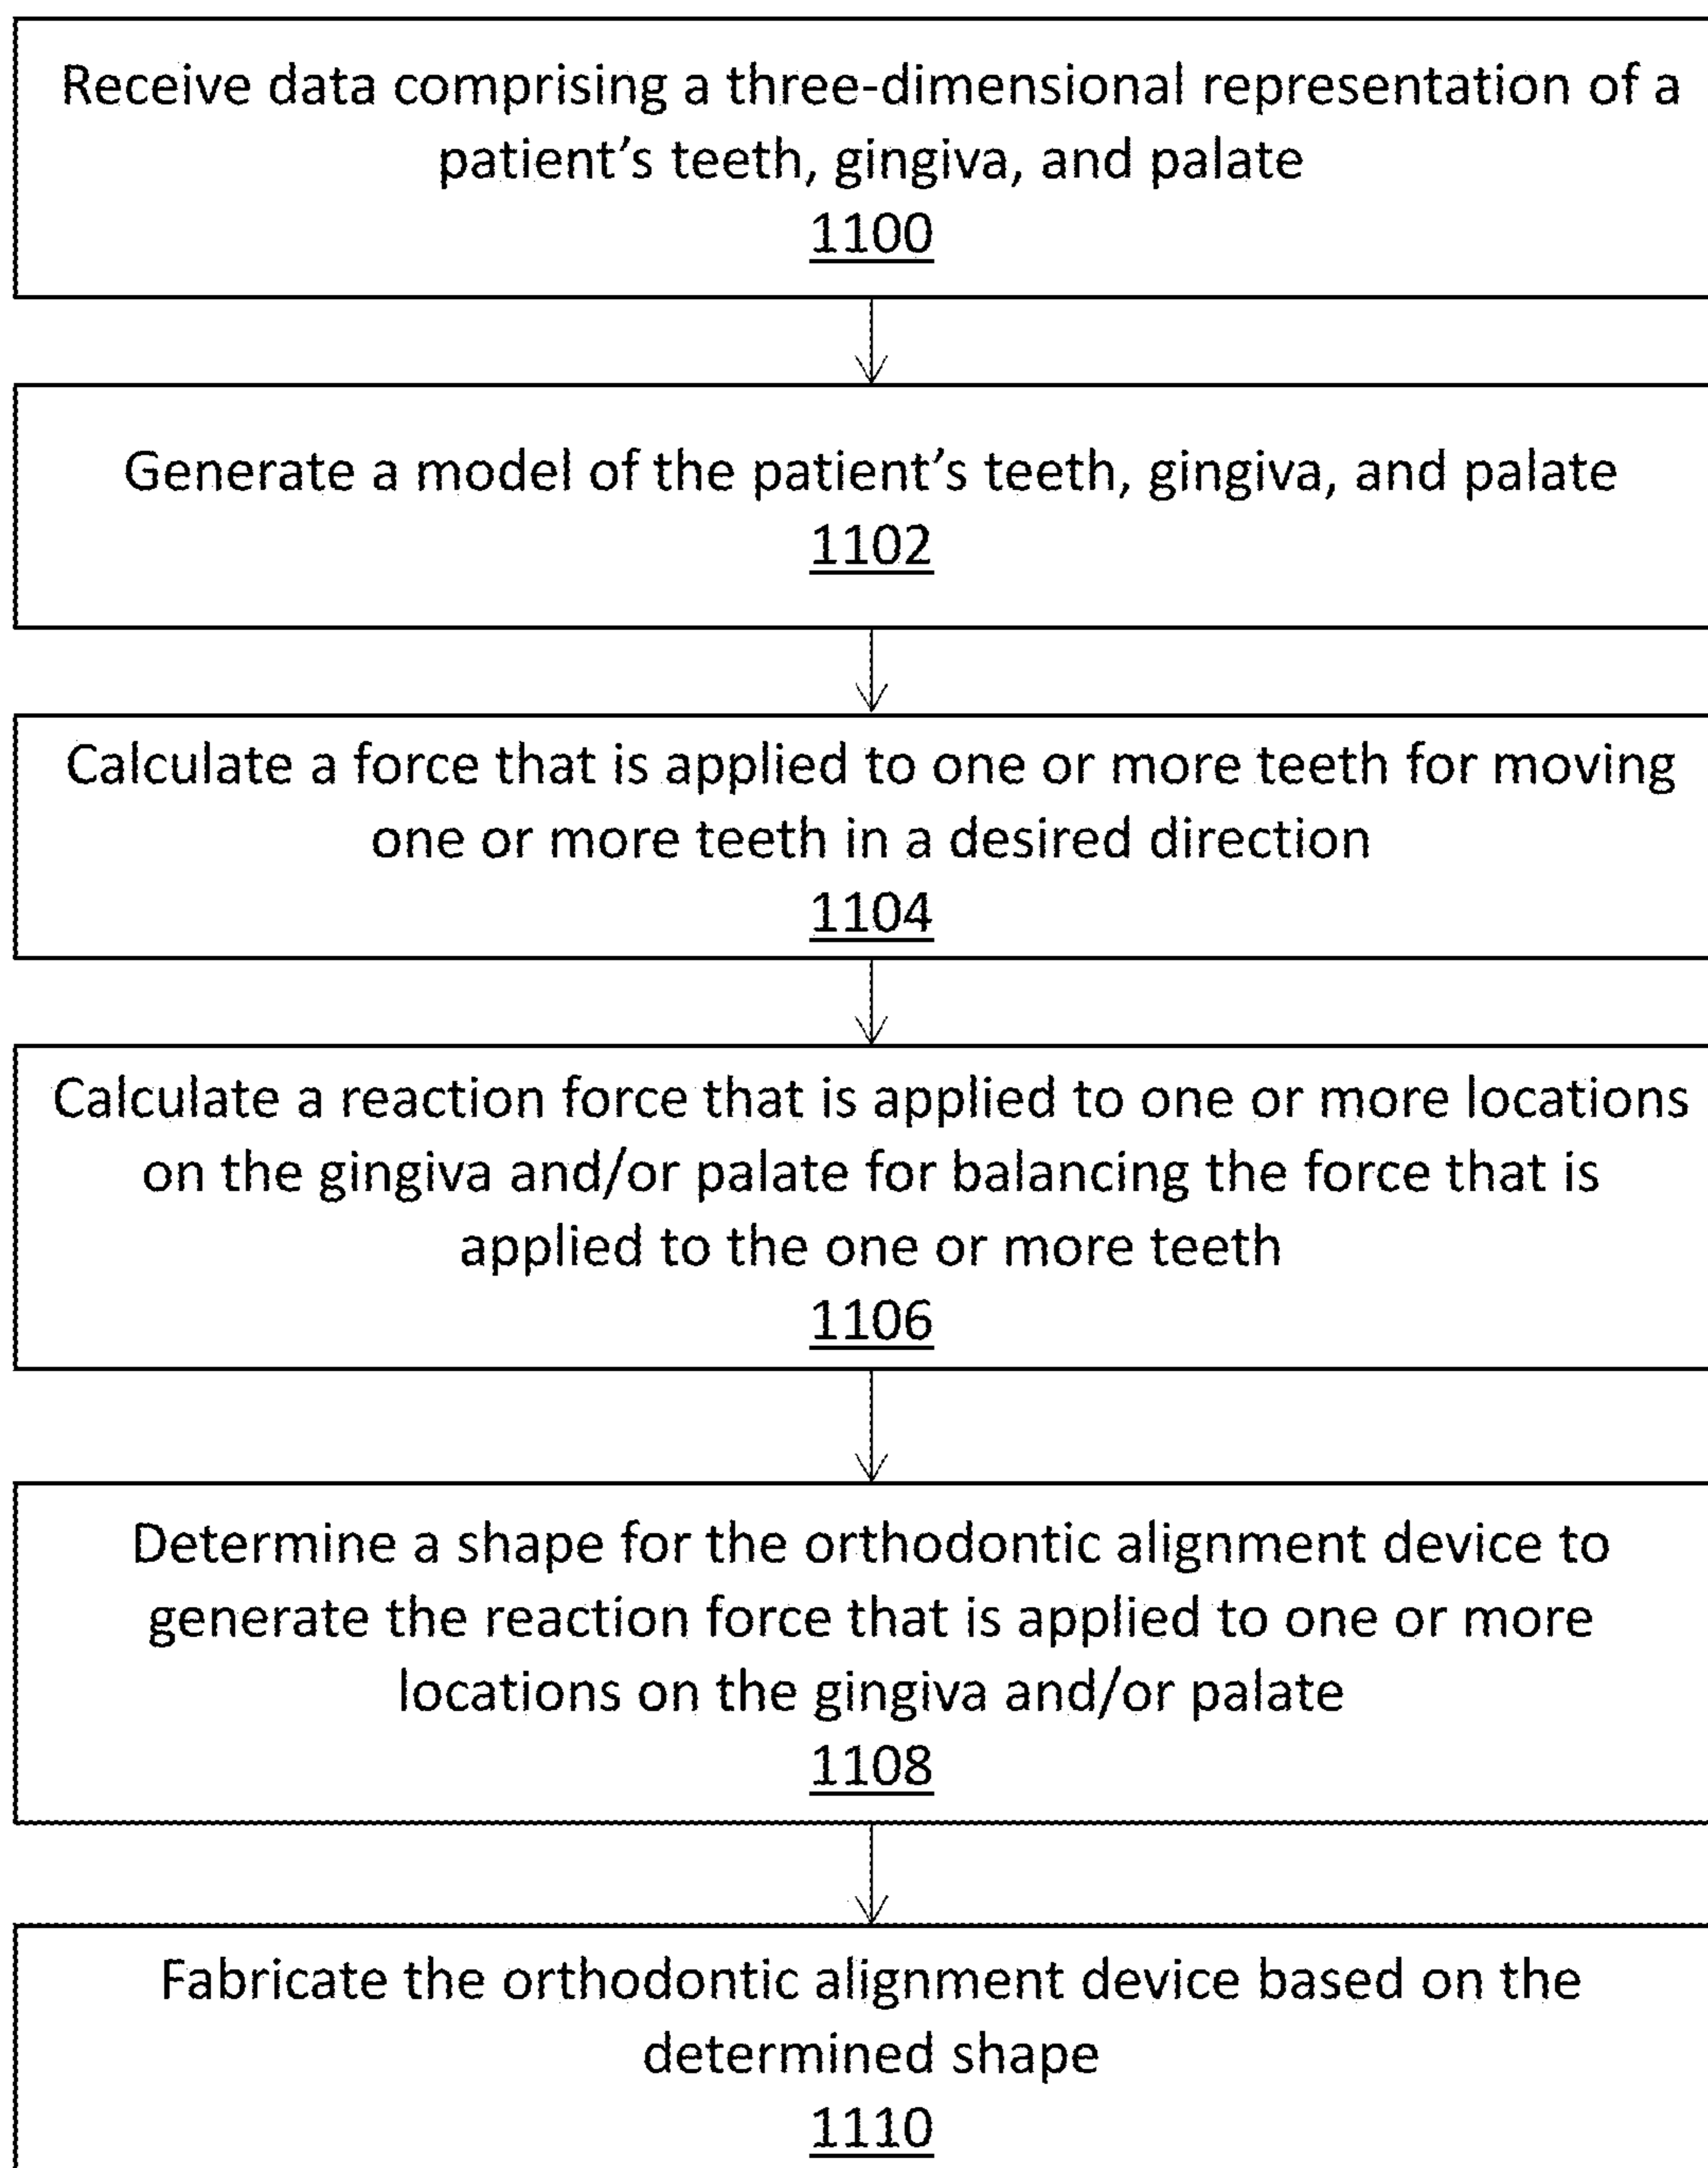 Receive data comprising a three-dimensional representation of a
patient’s teeth, gingiva, and palate
1100
Generate a model of the patient’s teeth, gingiva, and palate
1102
Calculate a force that is applied to one or more teeth for moving
one or more teeth in a desired direction
1104
Calculate a reaction force that is applied to one or more locations
on the gingiva and/or palate for balancing the force that is
applied to the one or more teeth
1106
Determine a shape for the orthodontic alignment device to
generate the reaction force that is applied to one or more
locations on the gingiva and/or palate
1108
Fabricate the orthodontic alignment device based on the
determined shape
1110